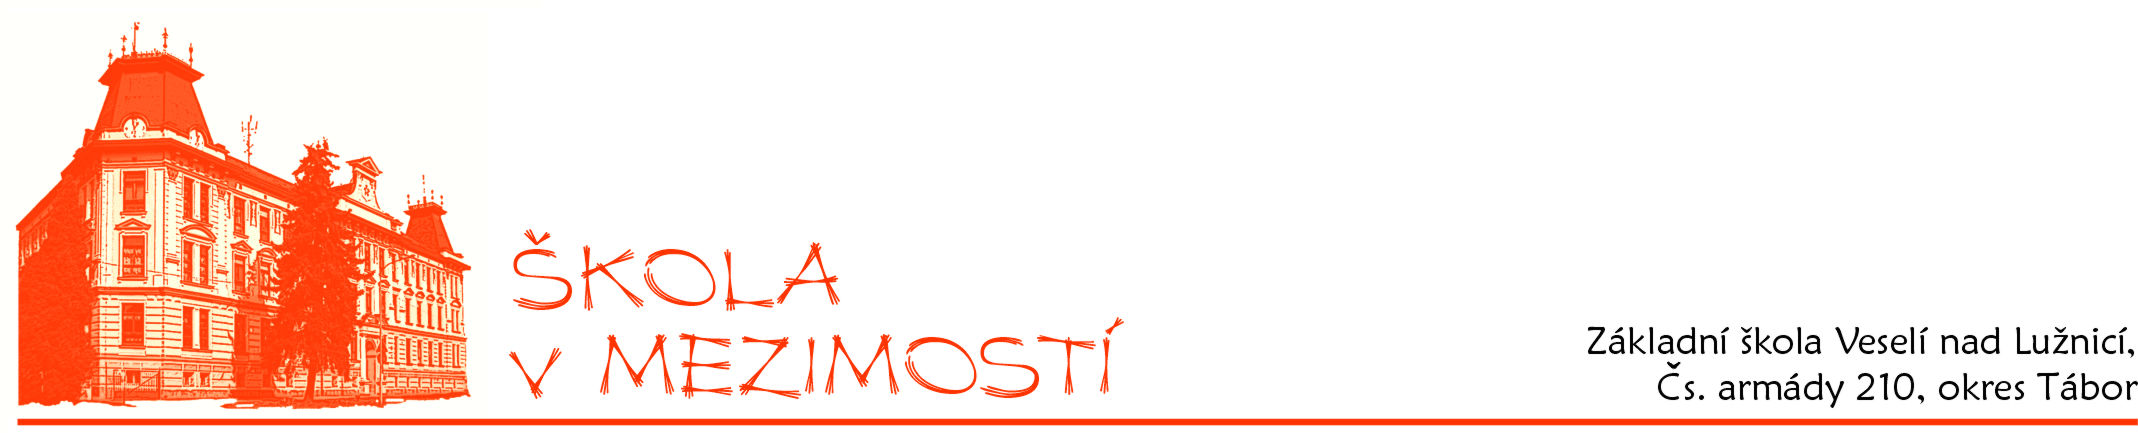 ŠKOLA
V MEZIMOSTÍ
Základní škola Veselí nad Lužnicí,
Čs. armády 210, okres Tábor